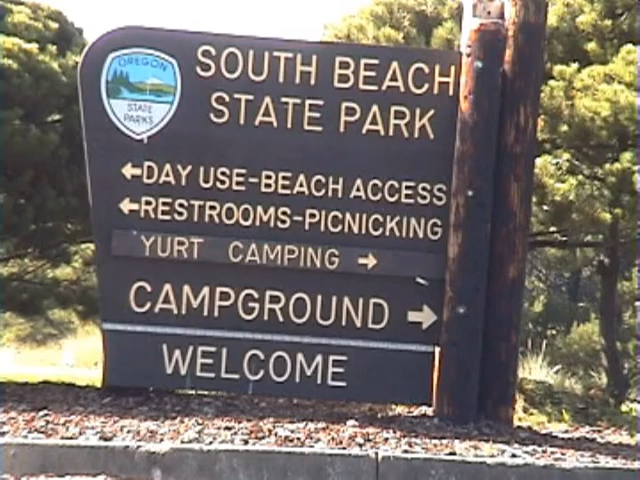 OREGON
STATE
PARKS
SOUTH BEACH
STATE PARK
←DAY USE-BEACH ACCESS
←RESTROOMS-PICNICKING
YURT CAMPING →
CAMPGROUND →
WELCOME